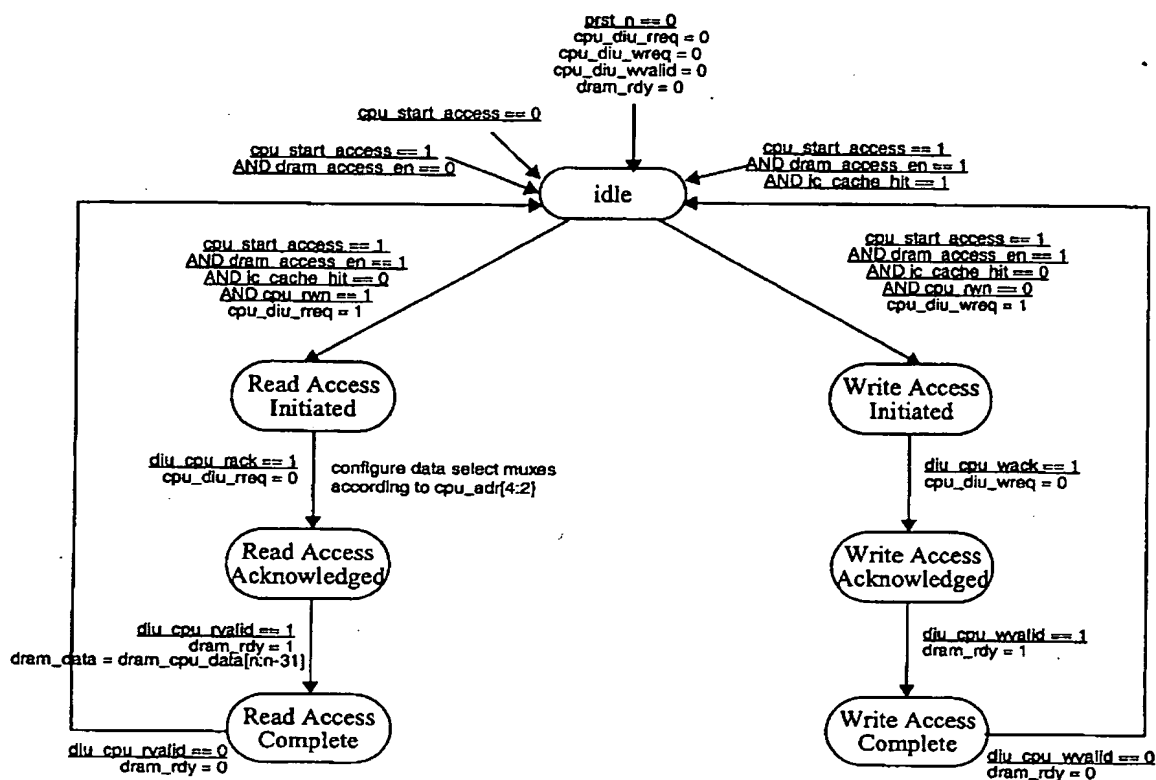 prst_n == 0
cpu_diu_rreq = 0
cpu_diu_wreq = 0
cpu_diu_wvalid = 0
dram_rdy = 0
cpu_start_access == 0
cpu_start_access == 1
AND dram_access_en == 0
cpu_start_access == 1
AND dram_access_en == 1
AND ic_cache_hit == 1
idle
cpu_start_access == 1
AND dram_access_en == 1
AND ic_cache_hit == 0
AND cpu_rwn == 1
cpu_diu_rreq = 1
cpu_start_access == 1
AND dram_access_en == 1
AND ic_cache_hit == 0
AND cpu_rwn == 0
cpu_diu_wreq = 1
Read Access
Initiated
Write Access
Initiated
diu_cpu_rack == 1
cpu_diu_rreq = 0
configure data select muxes
according to cpu_adr[4:2]
diu_cpu_wack == 1
cpu_diu_wreq = 0
Read Access
Acknowledged
Write Access
Acknowledged
diu_cpu_rvalid == 1
dram_rdy = 1
dram_data = dram_cpu_data[n:n-31]
diu_cpu_wvalid == 1
dram_rdy = 1
Read Access
Complete
Write Access
Complete
diu_cpu_rvalid == 0
dram_rdy = 0
diu_cpu_wvalid == 0
dram_rdy = 0